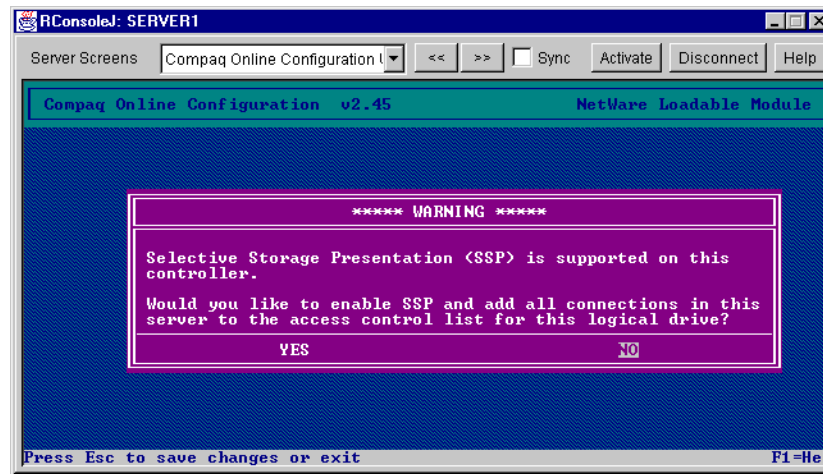 RConsoleJ: SERVER1
Server Screens Compaq Online Configuration << >> Sync Activate Disconnect Help
Compaq Online Configuration v2.45 NetWare Loadable Module
***** WARNING *****
Selective Storage Presentation (SSP) is supported on this
controller.
Would you like to enable SSP and add all connections in this
server to the access control list for this logical drive?
YES NO
Press Esc to save changes or exit F1=He